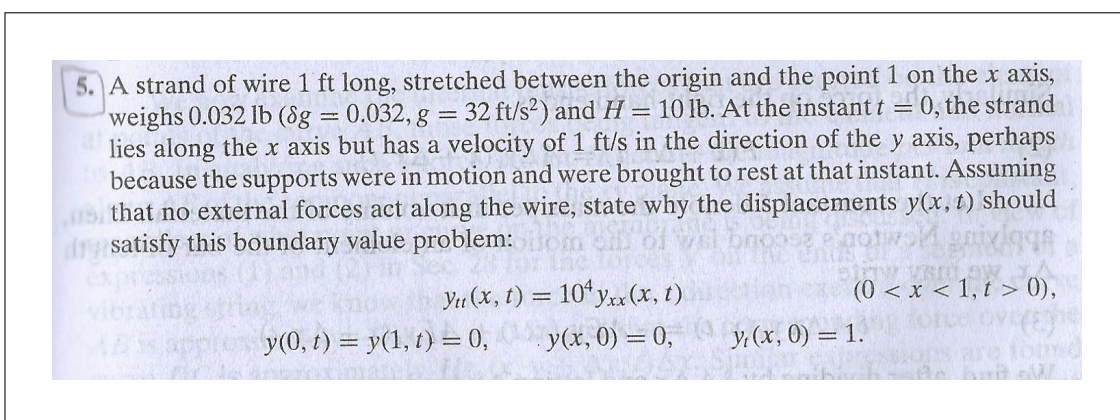 5. A strand of wire 1 ft long, stretched between the origin and the point 1 on the x axis,
weighs 0.032 lb (δg = 0.032, g = 32 ft/s²) and H = 10 lb. At the instant t = 0, the strand
lies along the x axis but has a velocity of 1 ft/s in the direction of the y axis, perhaps
because the supports were in motion and were brought to rest at that instant. Assuming
that no external forces act along the wire, state why the displacements y(x, t) should
satisfy this boundary value problem:
yₜₜ(x, t) = 10⁴yₓₓ(x, t) (0 < x < 1, t > 0),
y(0, t) = y(1, t) = 0, y(x, 0) = 0, yₜ(x, 0) = 1.